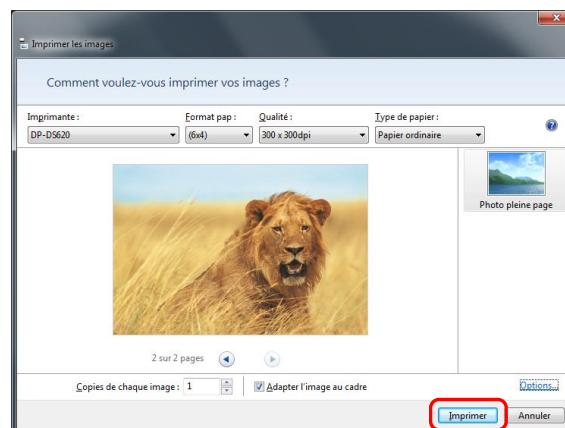 Imprimer les images
Comment voulez-vous imprimer vos images ?
Imprimante : Format pap : Qualité : Type de papier :
DP-DS620 (6x4) 300 x 300dpi Papier ordinaire
Photo pleine page
2 sur 2 pages
Copies de chaque image : 1 Adapter l'image au cadre Options...
Imprimer Annuler